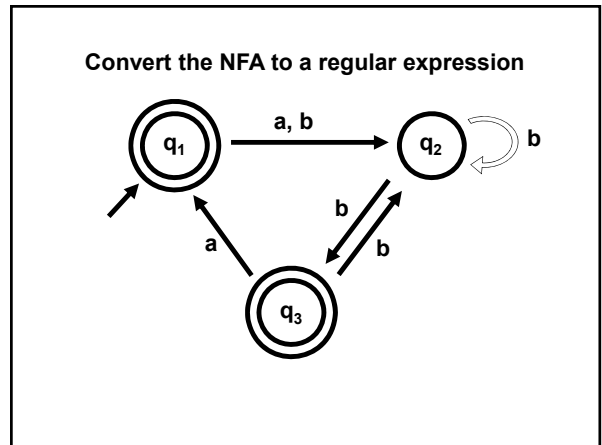 Convert the NFA to a regular expression
a, b
q₁
q₂
b
b
a
b
q₃